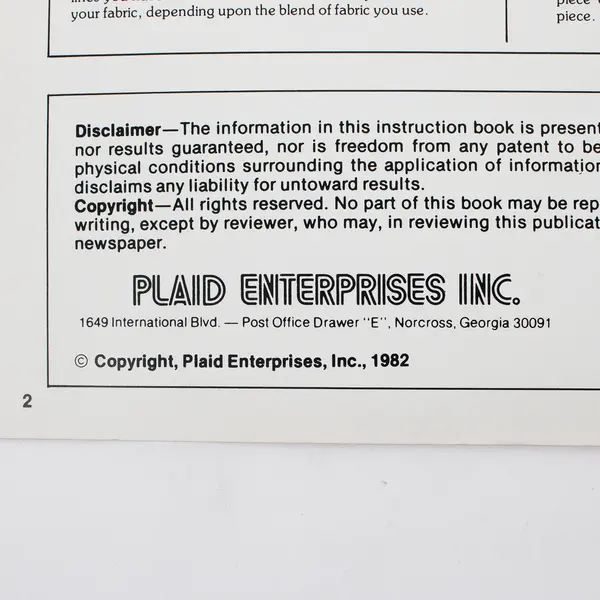 your fabric, depending upon the blend of fabric you use.
piece.
Disclaimer—The information in this instruction book is present
nor results guaranteed, nor is freedom from any patent to be
physical conditions surrounding the application of information
disclaims any liability for untoward results.
Copyright—All rights reserved. No part of this book may be rep
writing, except by reviewer, who may, in reviewing this publicat
newspaper.
PLAID ENTERPRISES INC.
1649 International Blvd. — Post Office Drawer "E", Norcross, Georgia 30091
© Copyright, Plaid Enterprises, Inc., 1982
2